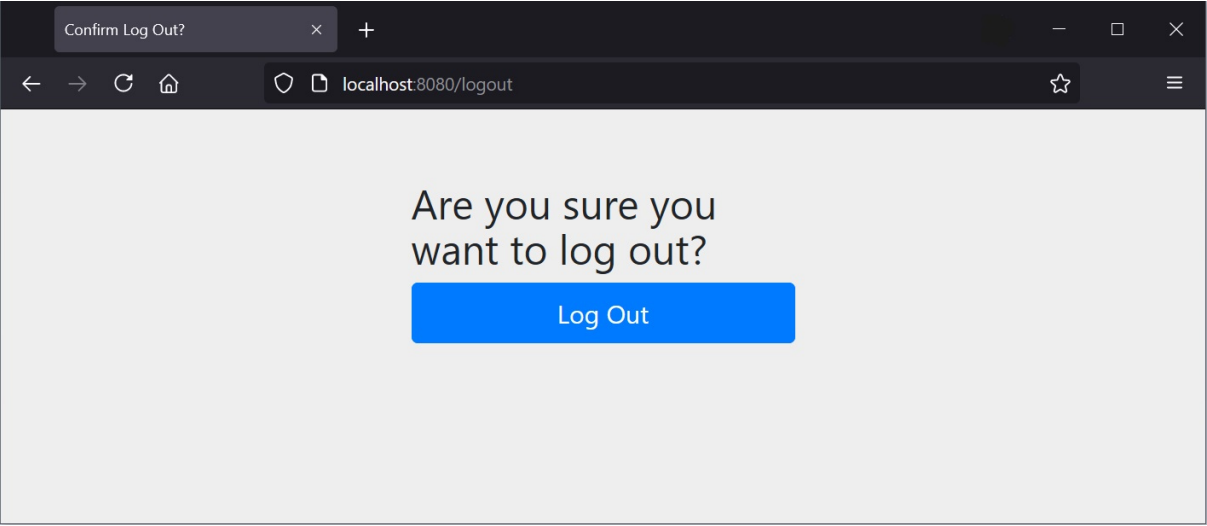 Confirm Log Out?
localhost:8080/logout
Are you sure you
want to log out?
Log Out